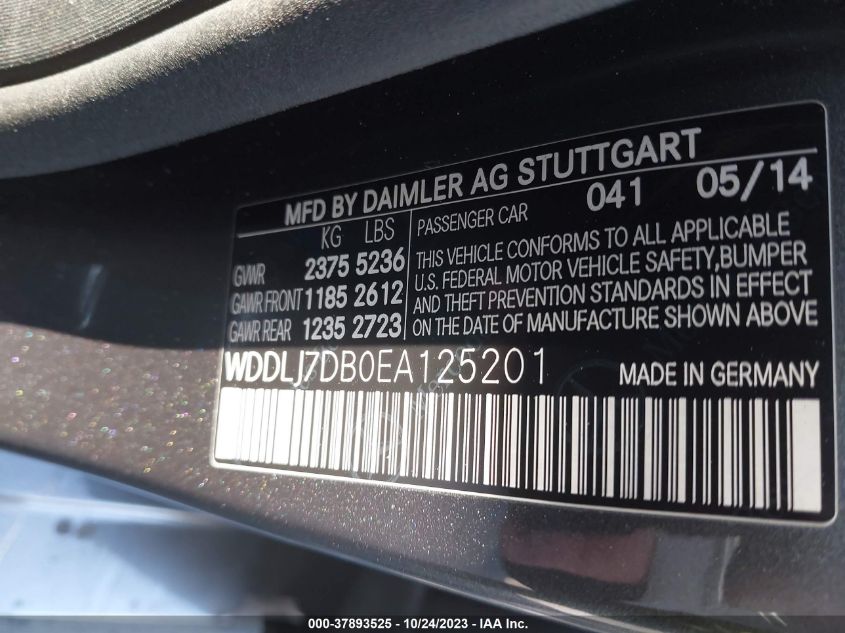 MFD BY DAIMLER AG STUTTGART
041 05/14
KG LBS
GVWR 2375 5236
GAWR FRONT 1185 2612
GAWR REAR 1235 2723
PASSENGER CAR
THIS VEHICLE CONFORMS TO ALL APPLICABLE
U.S. FEDERAL MOTOR VEHICLE SAFETY, BUMPER
AND THEFT PREVENTION STANDARDS IN EFFECT
ON THE DATE OF MANUFACTURE SHOWN ABOVE
WDDLJ7DB0EA125201 MADE IN GERMANY
000-37893525 | 10/24/2023 | IAA Inc.